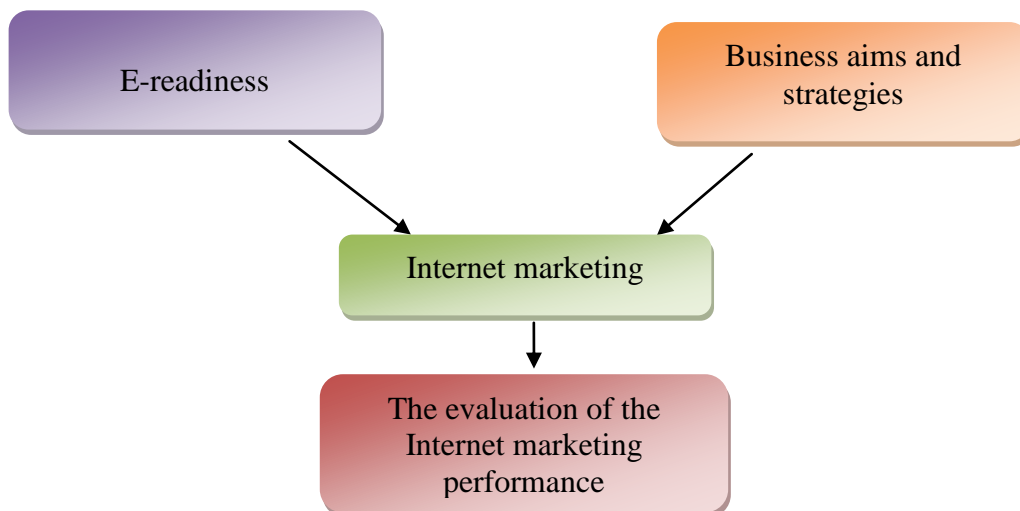 E-readiness
Business aims and
strategies
Internet marketing
The evaluation of the
Internet marketing
performance